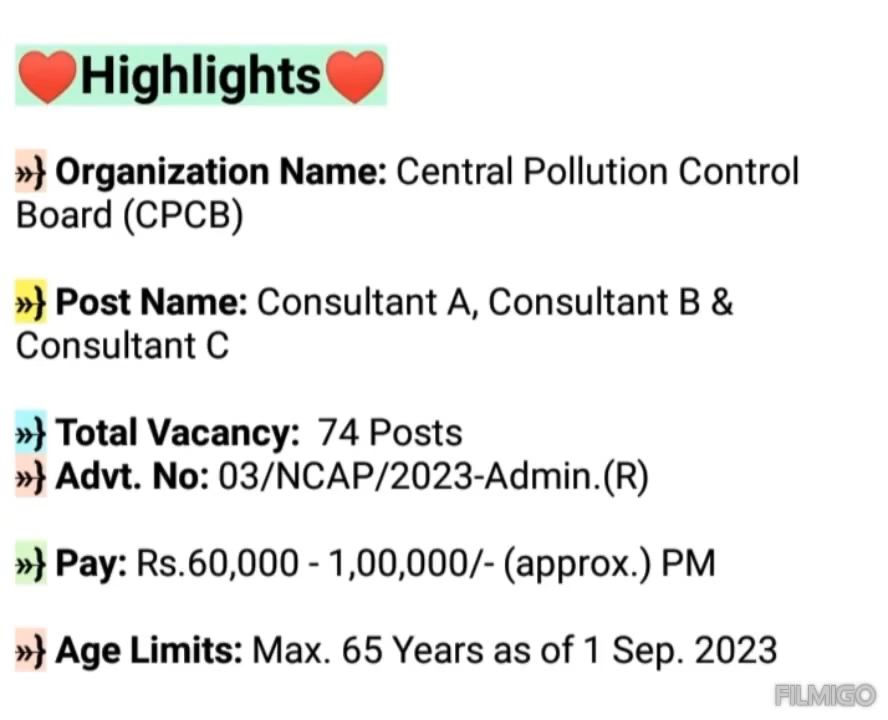 ❤️Highlights❤️
»} Organization Name: Central Pollution Control
Board (CPCB)
»} Post Name: Consultant A, Consultant B &
Consultant C
»} Total Vacancy: 74 Posts
»} Advt. No: 03/NCAP/2023-Admin.(R)
»} Pay: Rs.60,000 - 1,00,000/- (approx.) PM
»} Age Limits: Max. 65 Years as of 1 Sep. 2023
FILMIGO